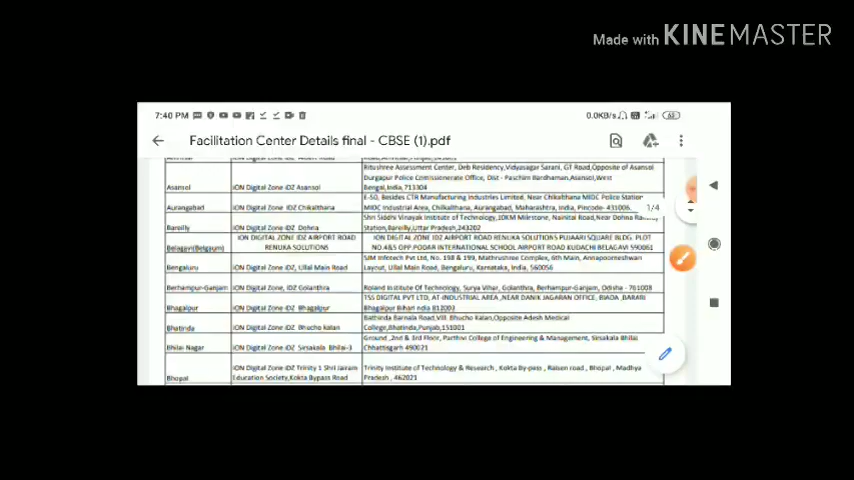 Made with KINEMASTER
7:40 PM 0.0KB/s
Facilitation Center Details final - CBSE (1).pdf
Ritushree Assessment Center, Deb Residency,Vidyasagar Sarani, GT Road,Opposite of Asansol
Durgapur Police Comissionerate Office, Dist - Paschim Bardhaman,Asansol,West
Asansol iON Digital Zone iDZ Asansol Bengal,India,713304
E-50, Besides CTR Manufacturing Industries Limited, Near Chikalthana MIDC Police Station
1/4
Aurangabad iON Digital Zone iDZ Chikalthana MIDC Industrial Area, Chikalthana, Aurangabad, Maharashtra, India, Pincode- 431006.
Shri Siddhi Vinayak Institute of Technology,10KM Milestone, Nainital Road,Near Dohna
Bareilly iON Digital Zone iDZ Dohna Station,Bareilly,Uttar Pradesh,243202
ION DIGITAL ZONE IDZ AIRPORT ROAD ION DIGITAL ZONE IDZ AIRPORT ROAD RENUKA SOLUTIONS PUJAARI SQUARE BLDG. PLOT
Belagavi(Belgaum) RENUKA SOLUTIONS NO.4&5 OPP.PODAR INTERNATIONAL SCHOOL AIRPORT ROAD KUDACHI BELAGAVI 590061
SJM Infotech Pvt Ltd, No. 198 & 199, Mathrushree Complex, 6th Main, Annapoorneshwari
Bengaluru iON Digital Zone iDZ, Ullal Main Road Layout, Ullal Main Road, Bengaluru, Karnataka, India, 560056
Berhampur-Ganjam iON Digital Zone iDZ Golanthra Roland Institute Of Technology, Surya Vihar, Golanthra, Berhampur-Ganjam, Odisha - 761008
TSS DIGITAL PVT LTD, AT-INDUSTRIAL AREA ,NEAR DANIK JAGARAN OFFICE, BIADA ,BARARI
Bhagalpur iON Digital Zone iDZ Bhagalpur Bhagalpur Bihar 812003
Bathinda Barnala Road,Vill Bhucho Kalan,Opposite Adesh Medical
Bhatinda iON Digital Zone iDZ Bhucho kalan College,Bhatinda,Punjab,151001
Ground ,2nd & 3rd Floor, Parthivi College of Engineering & Management, Sirsakala Bhilai
Bhilai Nagar iON Digital Zone iDZ Sirsakala Bhilai-3 Chhattisgarh 490021
iON Digital Zone iDZ Trinity 1 Shri Jairam Trinity Institute of Technology & Research , Kokta By-pass , Raisen road , Bhopal , Madhya
Bhopal Education Society,Kokta Bypass Road Pradesh , 462021